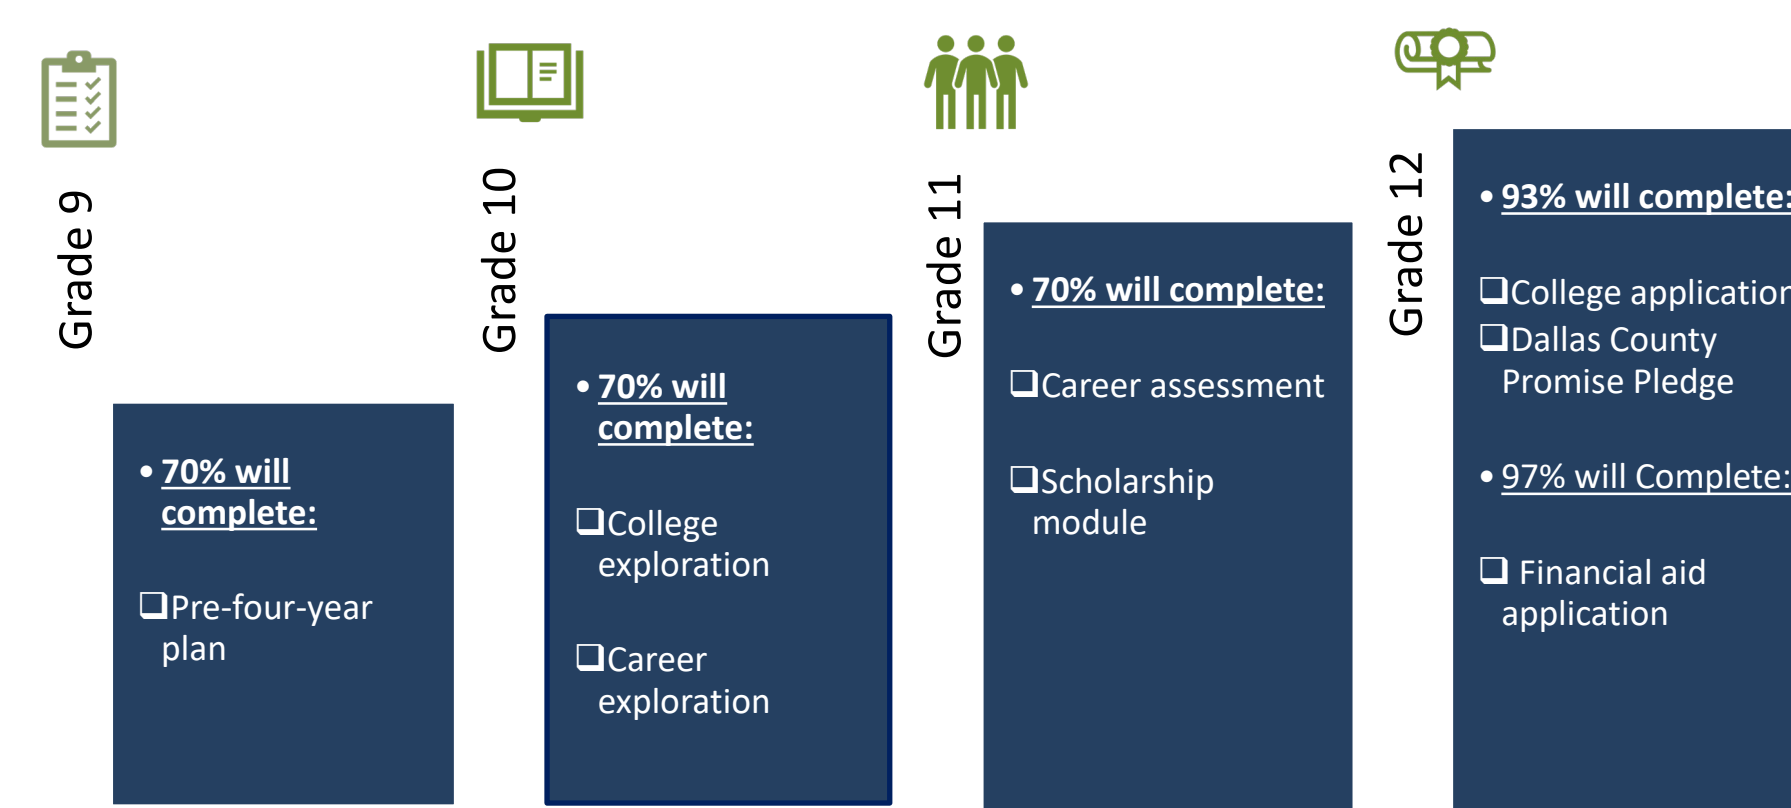 Grade 9
• 70% will
complete:
❑Pre-four-year
plan
Grade 10
• 70% will
complete:
❑College
exploration
❑Career
exploration
Grade 11
• 70% will complete:
❑Career assessment
❑Scholarship
module
Grade 12
• 93% will complete:
❑College application
❑Dallas County
Promise Pledge
• 97% will Complete:
❑ Financial aid
application